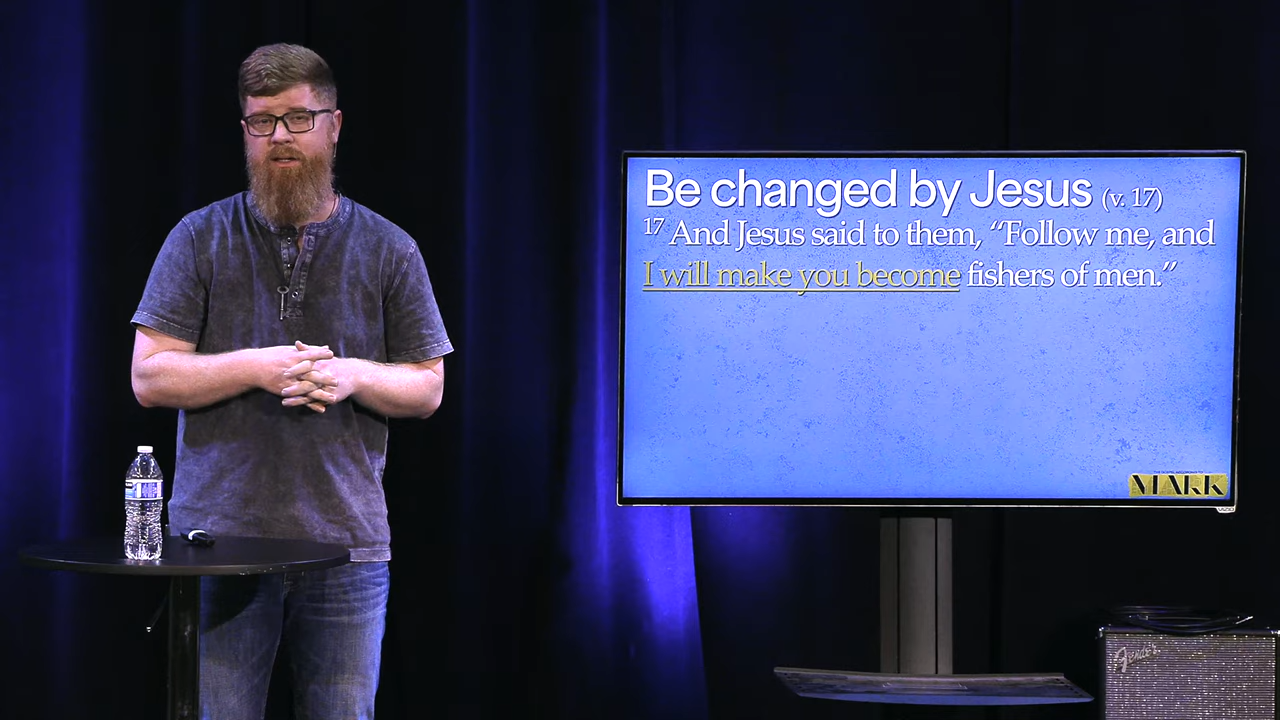 Be changed by Jesus (v. 17)
17 And Jesus said to them, “Follow me, and
I will make you become fishers of men.”
MARK
Fender